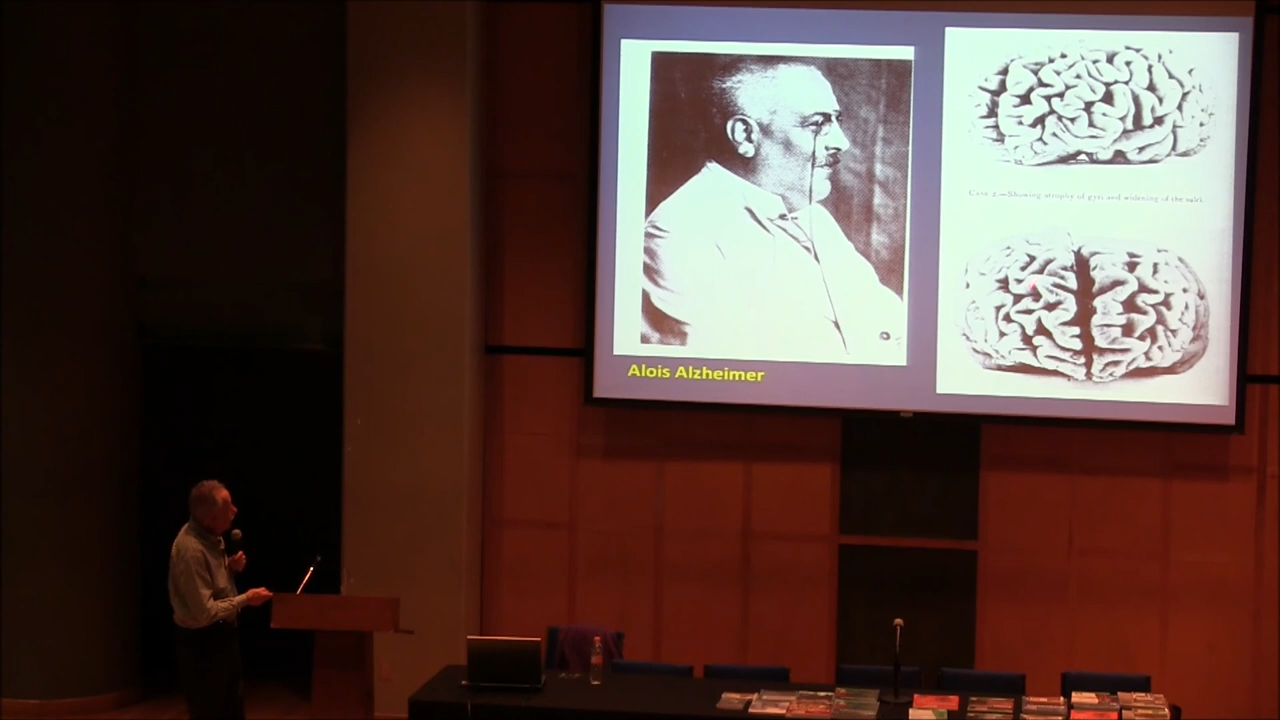 Alois Alzheimer
Case 2.—Showing atrophy of gyri and widening of the sulci.